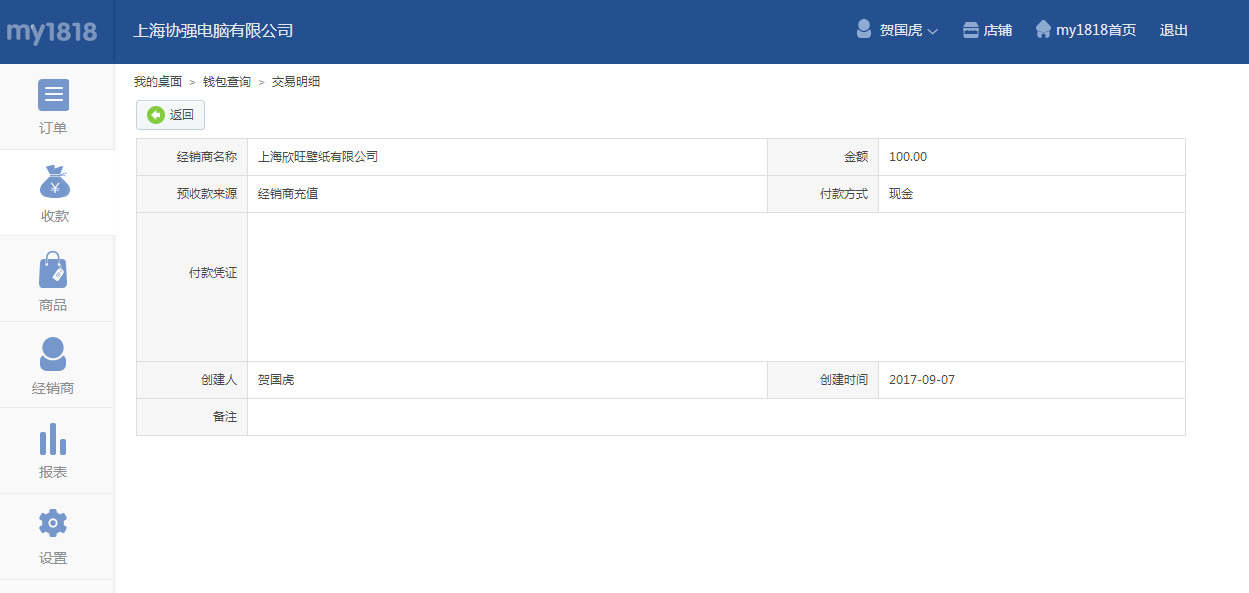 my1818 上海协强电脑有限公司 贺国虎 店铺 my1818首页 退出
我的桌面 > 钱包查询 > 交易明细
返回
订单
收款
商品
经销商
报表
设置
经销商名称 上海欣旺壁纸有限公司 金额 100.00
预收款来源 经销商充值 付款方式 现金
付款凭证
创建人 贺国虎 创建时间 2017-09-07
备注